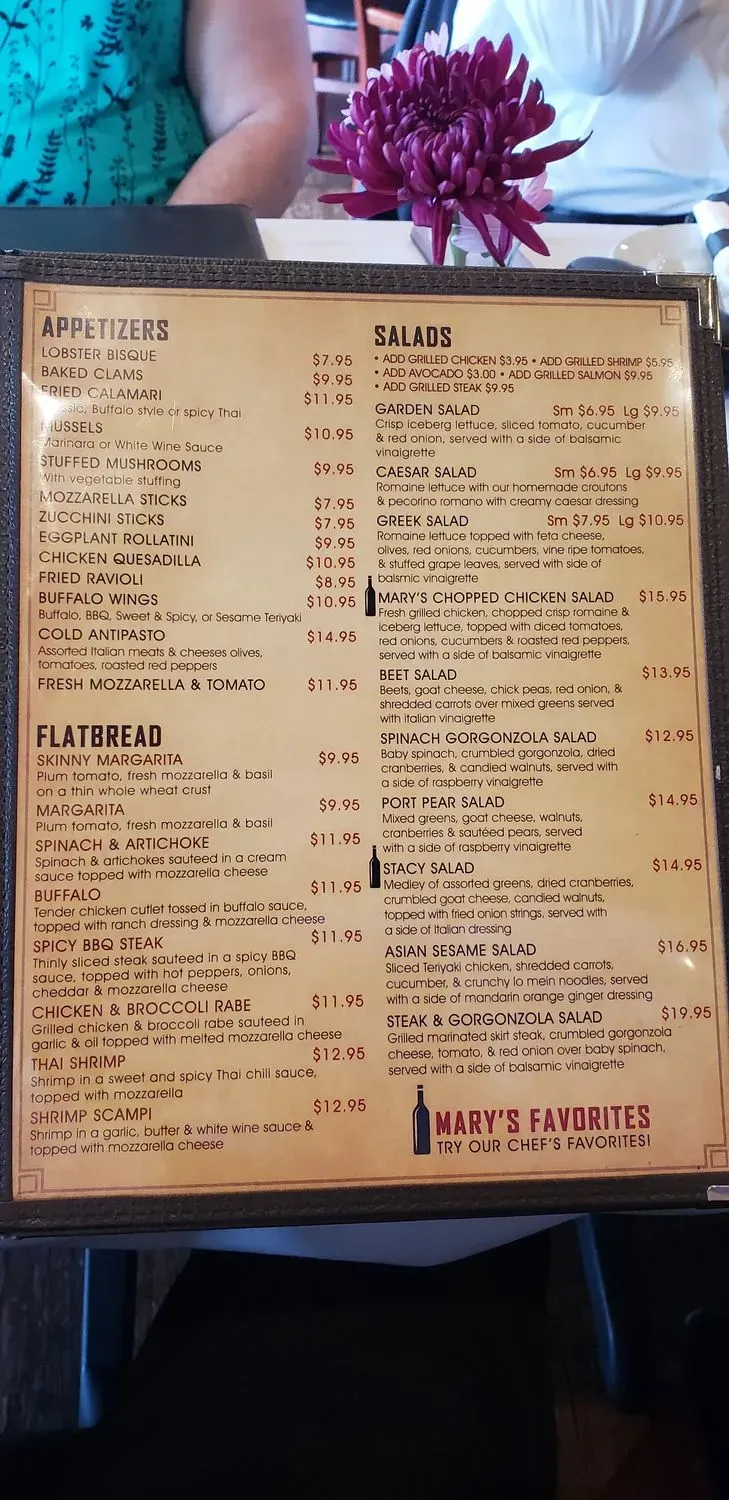 APPETIZERS
LOBSTER BISQUE $7.95
BAKED CLAMS $9.95
FRIED CALAMARI $11.95
Buffalo style or spicy Thai
MUSSELS $10.95
Marinara or White Wine Sauce
STUFFED MUSHROOMS $9.95
With vegetable stuffing
MOZZARELLA STICKS $7.95
ZUCCHINI STICKS $7.95
EGGPLANT ROLLATINI $9.95
CHICKEN QUESADILLA $10.95
FRIED RAVIOLI $8.95
BUFFALO WINGS $10.95
Buffalo, BBQ, Sweet & Spicy, or Sesame Teriyaki
COLD ANTIPASTO $14.95
Assorted Italian meats & cheeses olives,
tomatoes, roasted red peppers
FRESH MOZZARELLA & TOMATO $11.95
FLATBREAD
SKINNY MARGARITA $9.95
Plum tomato, fresh mozzarella & basil
on a thin whole wheat crust
MARGARITA $9.95
Plum tomato, fresh mozzarella & basil
SPINACH & ARTICHOKE $11.95
Spinach & artichokes sauteed in a cream
sauce topped with mozzarella cheese
BUFFALO $11.95
Tender chicken cutlet tossed in buffalo sauce,
topped with ranch dressing & mozzarella cheese
SPICY BBQ STEAK $11.95
Thinly sliced steak sauteed in a spicy BBQ
sauce, topped with hot peppers, onions,
cheddar & mozzarella cheese
CHICKEN & BROCCOLI RABE $11.95
Grilled chicken & broccoli rabe sauteed in
garlic & oil topped with melted mozzarella cheese
THAI SHRIMP $12.95
Shrimp in a sweet and spicy Thai chili sauce,
topped with mozzarella
SHRIMP SCAMPI $12.95
Shrimp in a garlic, butter & white wine sauce &
topped with mozzarella cheese
SALADS
• ADD GRILLED CHICKEN $3.95 • ADD GRILLED SHRIMP $5.95
• ADD AVOCADO $3.00 • ADD GRILLED SALMON $9.95
• ADD GRILLED STEAK $9.95
GARDEN SALAD Sm $6.95 Lg $9.95
Crisp iceberg lettuce, sliced tomato, cucumber
& red onion, served with a side of balsamic
vinaigrette
CAESAR SALAD Sm $6.95 Lg $9.95
Romaine lettuce with our homemade croutons
& pecorino romano with creamy caesar dressing
GREEK SALAD Sm $7.95 Lg $10.95
Romaine lettuce topped with feta cheese,
olives, red onions, cucumbers, vine ripe tomatoes,
& stuffed grape leaves, served with side of
balsmic vinaigrette
MARY'S CHOPPED CHICKEN SALAD $15.95
Fresh grilled chicken, chopped crisp romaine &
iceberg lettuce, topped with diced tomatoes,
red onions, cucumbers & roasted red peppers,
served with a side of balsamic vinaigrette
BEET SALAD $13.95
Beets, goat cheese, chick peas, red onion, &
shredded carrots over mixed greens served
with italian vinaigrette
SPINACH GORGONZOLA SALAD $12.95
Baby spinach, crumbled gorgonzola, dried
cranberries, & candied walnuts, served with
a side of raspberry vinaigrette
PORT PEAR SALAD $14.95
Mixed greens, goat cheese, walnuts,
cranberries & sautéed pears, served
with a side of raspberry vinaigrette
STACY SALAD $14.95
Medley of assorted greens, dried cranberries,
crumbled goat cheese, candied walnuts,
topped with fried onion strings, served with
a side of Italian dressing
ASIAN SESAME SALAD $16.95
Sliced Teriyaki chicken, shredded carrots,
cucumber, & crunchy lo mein noodles, served
with a side of mandarin orange ginger dressing
STEAK & GORGONZOLA SALAD $19.95
Grilled marinated skirt steak, crumbled gorgonzola
cheese, tomato, & red onion over baby spinach,
served with a side of balsamic vinaigrette
MARY'S FAVORITES
TRY OUR CHEF'S FAVORITES!